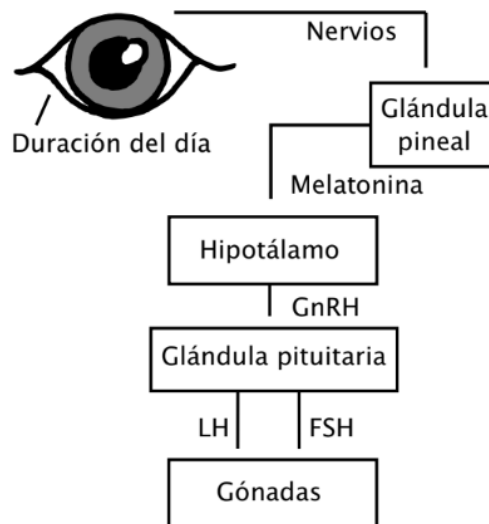 Nervios
Glándula
pineal
Duración del día
Melatonina
Hipotálamo
GnRH
Glándula pituitaria
LH FSH
Gónadas